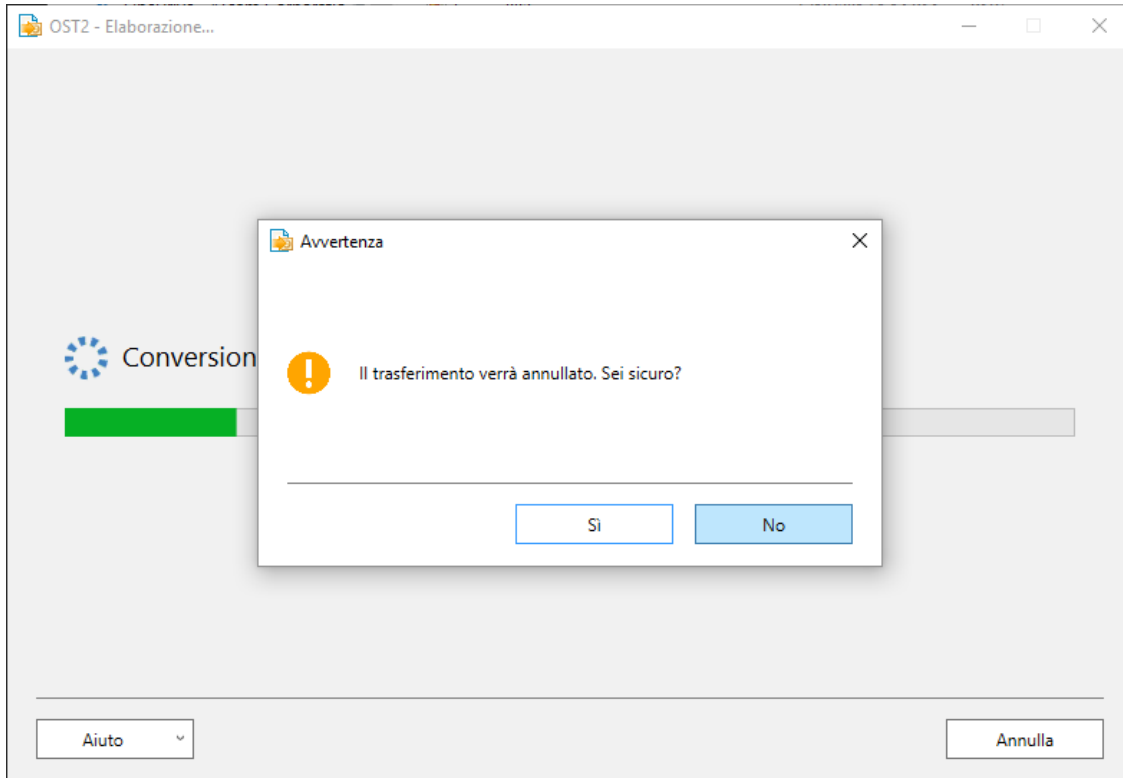 OST2 - Elaborazione...
Avvertenza
Conversion
Il trasferimento verrà annullato. Sei sicuro?
Sì
No
Aiuto
Annulla